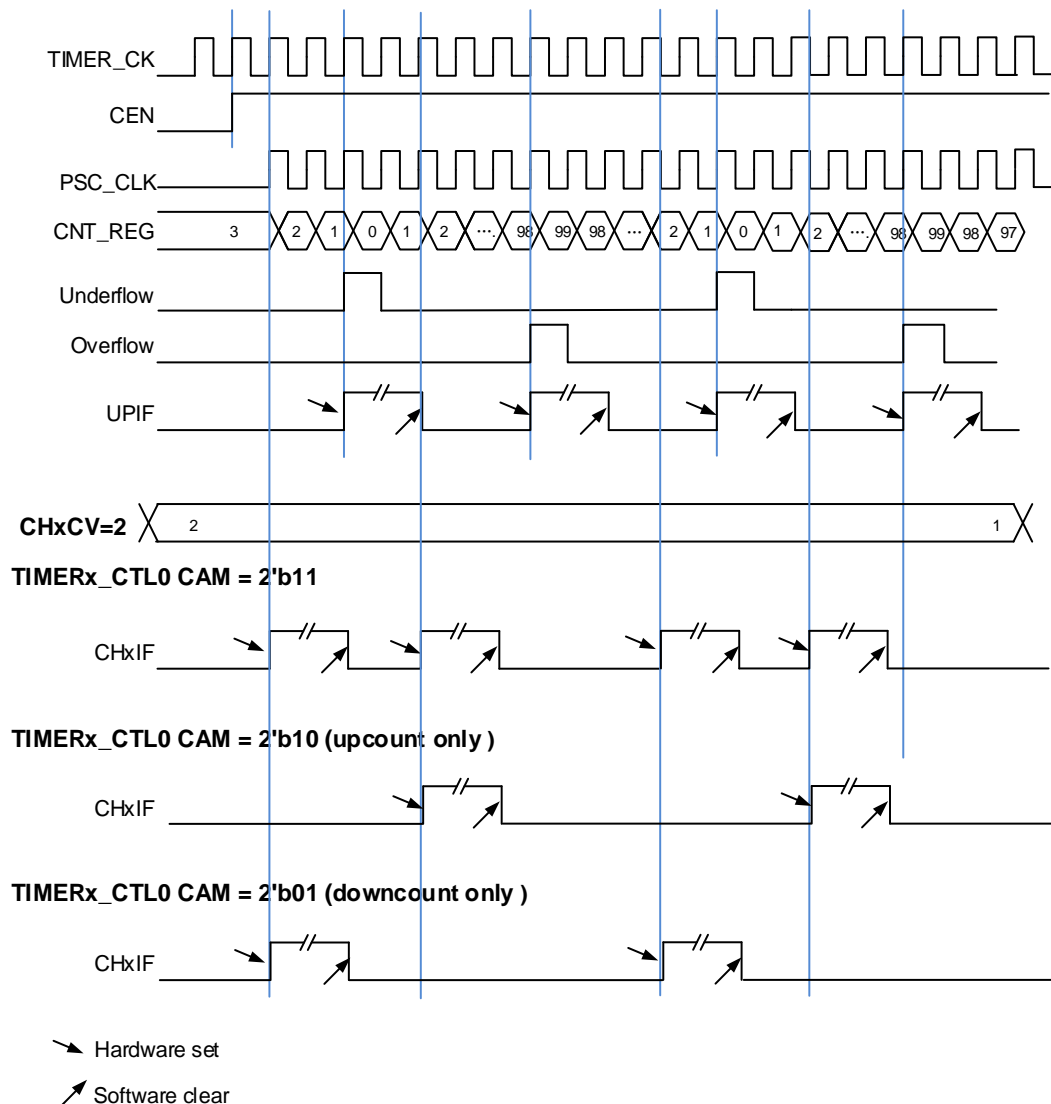 TIMER_CK
CEN
PSC_CLK
CNT_REG 3 2 1 0 1 2 ···. 98 99 98 ··· 2 1 0 1 2 ···. 98 99 98 97
Underflow
Overflow
UPIF
CHxCV=2 2 1
TIMERx_CTL0 CAM = 2'b11
CHxIF
TIMERx_CTL0 CAM = 2'b10 (upcount only )
CHxIF
TIMERx_CTL0 CAM = 2'b01 (downcount only )
CHxIF
Hardware set
Software clear